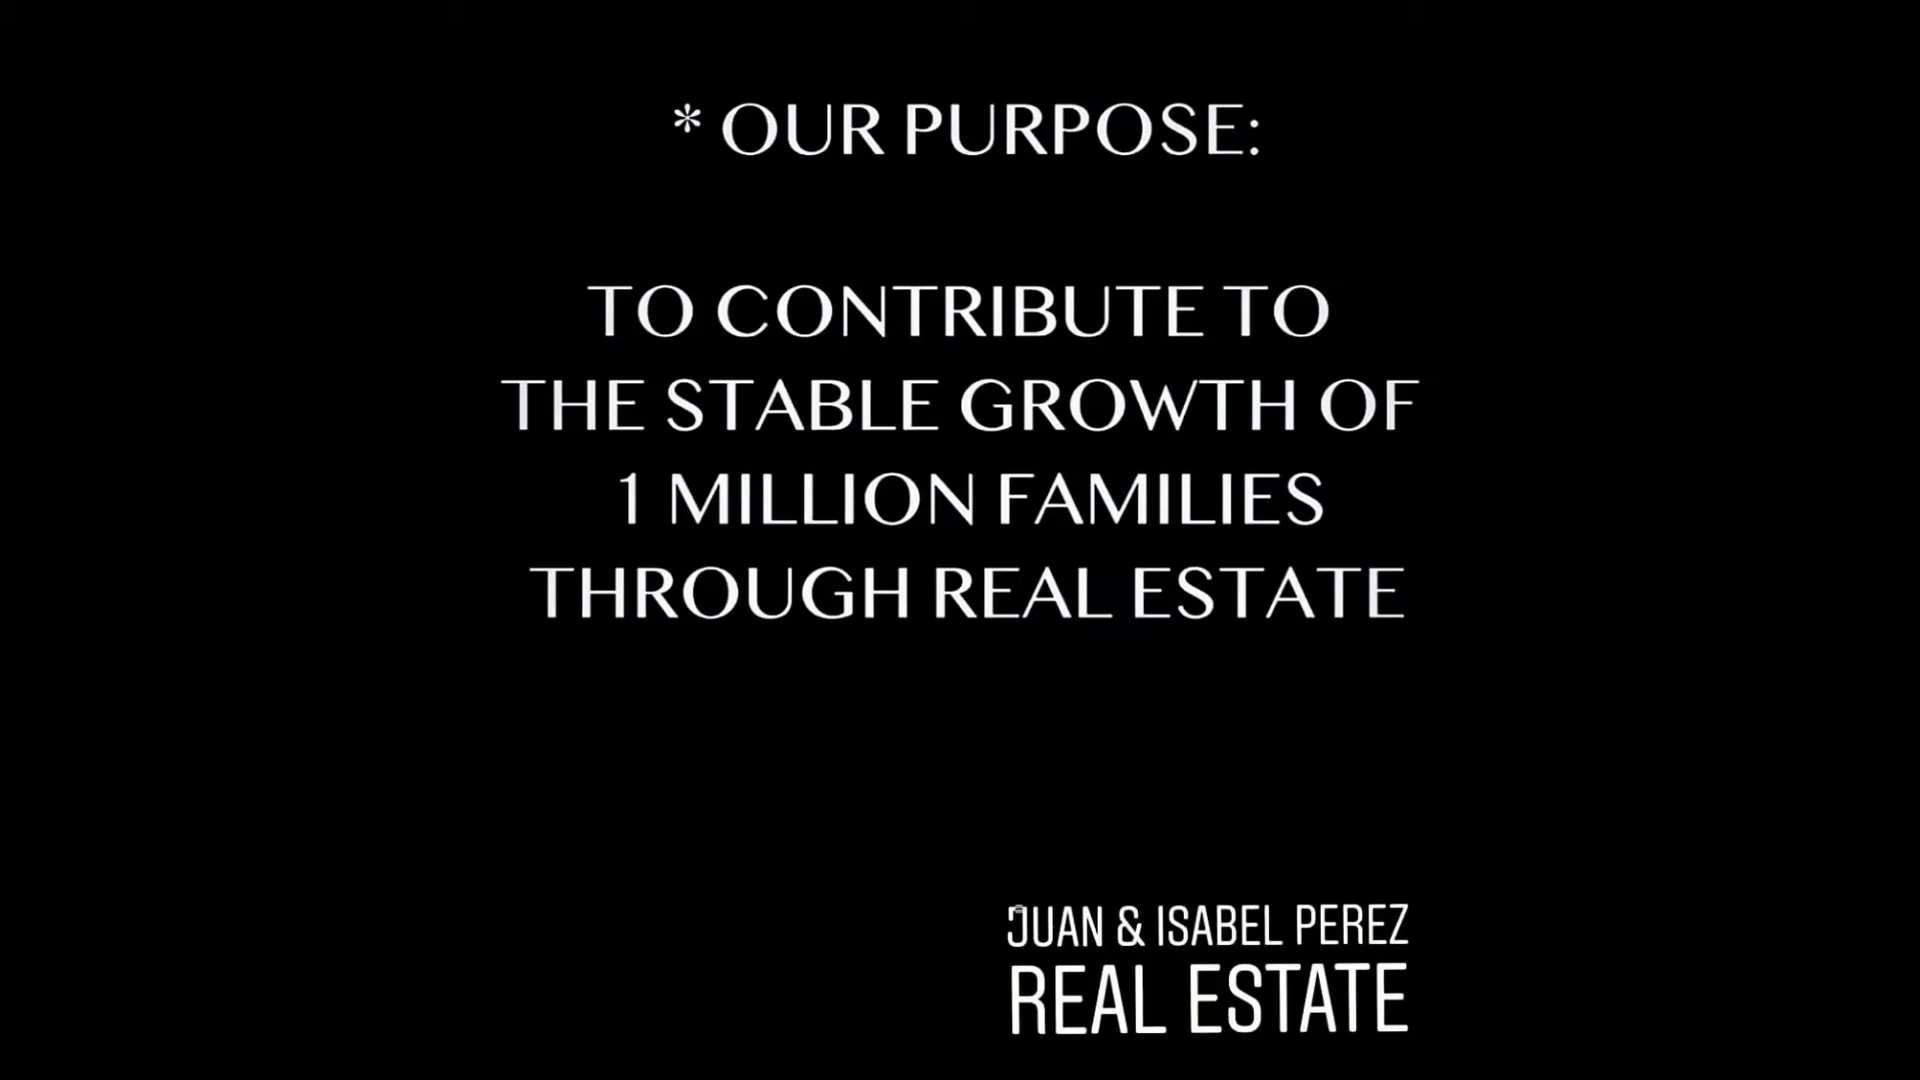 * OUR PURPOSE:
TO CONTRIBUTE TO
THE STABLE GROWTH OF
1 MILLION FAMILIES
THROUGH REAL ESTATE
JUAN & ISABEL PEREZ
REAL ESTATE